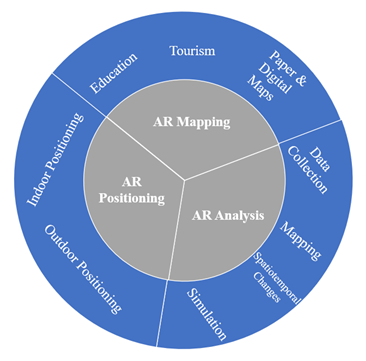 Education
Tourism
Paper &
Digital
Maps
AR Mapping
Indoor Positioning
Outdoor Positioning
AR
Positioning
Data
Collection
Mapping
Spatiotemporal
Changes
Simulation
AR Analysis